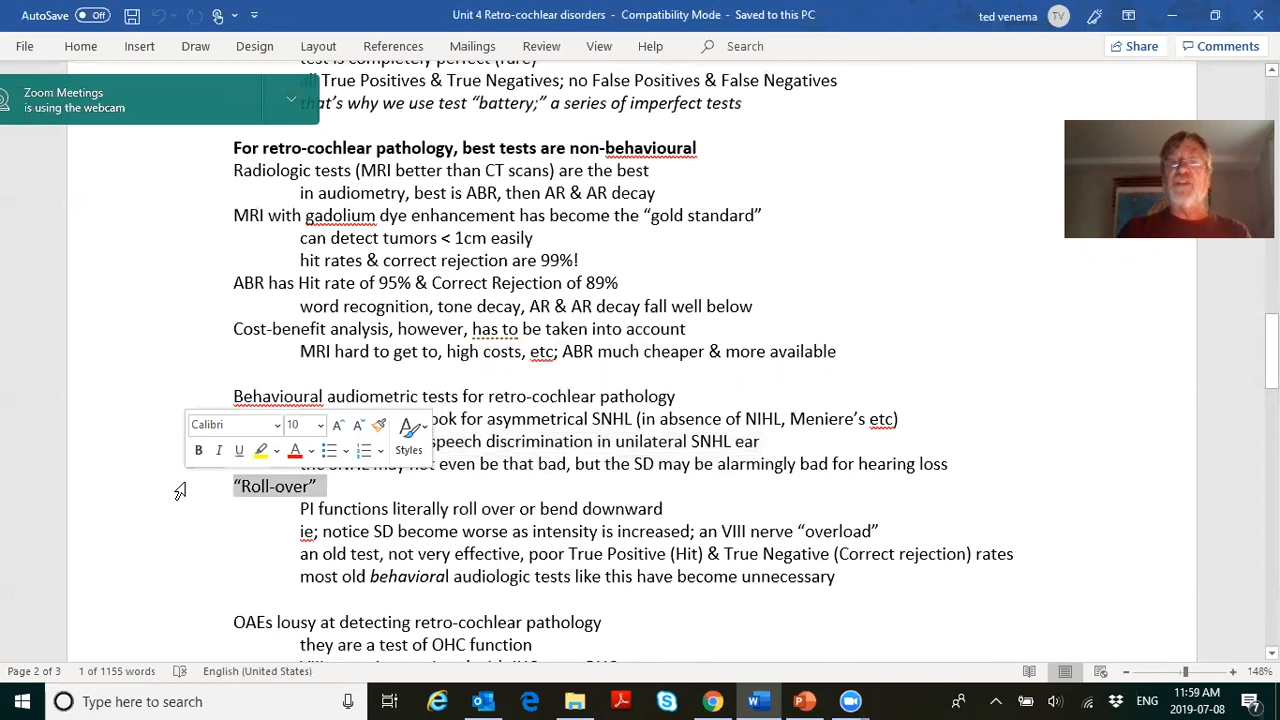 AutoSave Off
Unit 4 Retro-cochlear disorders - Compatibility Mode - Saved to this PC
ted venema TV
File Home Insert Draw Design Layout References Mailings Review View Help Search Share Comments
test is completely perfect (rare)
Zoom Meetings
is using the webcam
all True Positives & True Negatives; no False Positives & False Negatives
that's why we use test “battery;” a series of imperfect tests
For retro-cochlear pathology, best tests are non-behavioural
Radiologic tests (MRI better than CT scans) are the best
in audiometry, best is ABR, then AR & AR decay
MRI with gadolium dye enhancement has become the “gold standard”
can detect tumors < 1cm easily
hit rates & correct rejection are 99%!
ABR has Hit rate of 95% & Correct Rejection of 89%
word recognition, tone decay, AR & AR decay fall well below
Cost-benefit analysis, however, has to be taken into account
MRI hard to get to, high costs, etc; ABR much cheaper & more available
Behavioural audiometric tests for retro-cochlear pathology
ook for asymmetrical SNHL (in absence of NIHL, Meniere's etc)
speech discrimination in unilateral SNHL ear
Calibri 10
Styles
the SNHL may not even be that bad, but the SD may be alarmingly bad for hearing loss
“Roll-over”
PI functions literally roll over or bend downward
ie; notice SD become worse as intensity is increased; an VIII nerve “overload”
an old test, not very effective, poor True Positive (Hit) & True Negative (Correct rejection) rates
most old behavioral audiologic tests like this have become unnecessary
OAEs lousy at detecting retro-cochlear pathology
they are a test of OHC function
Page 2 of 3 1 of 1155 words English (United States) 148%
Type here to search
ENG
11:59 AM
2019-07-08
7